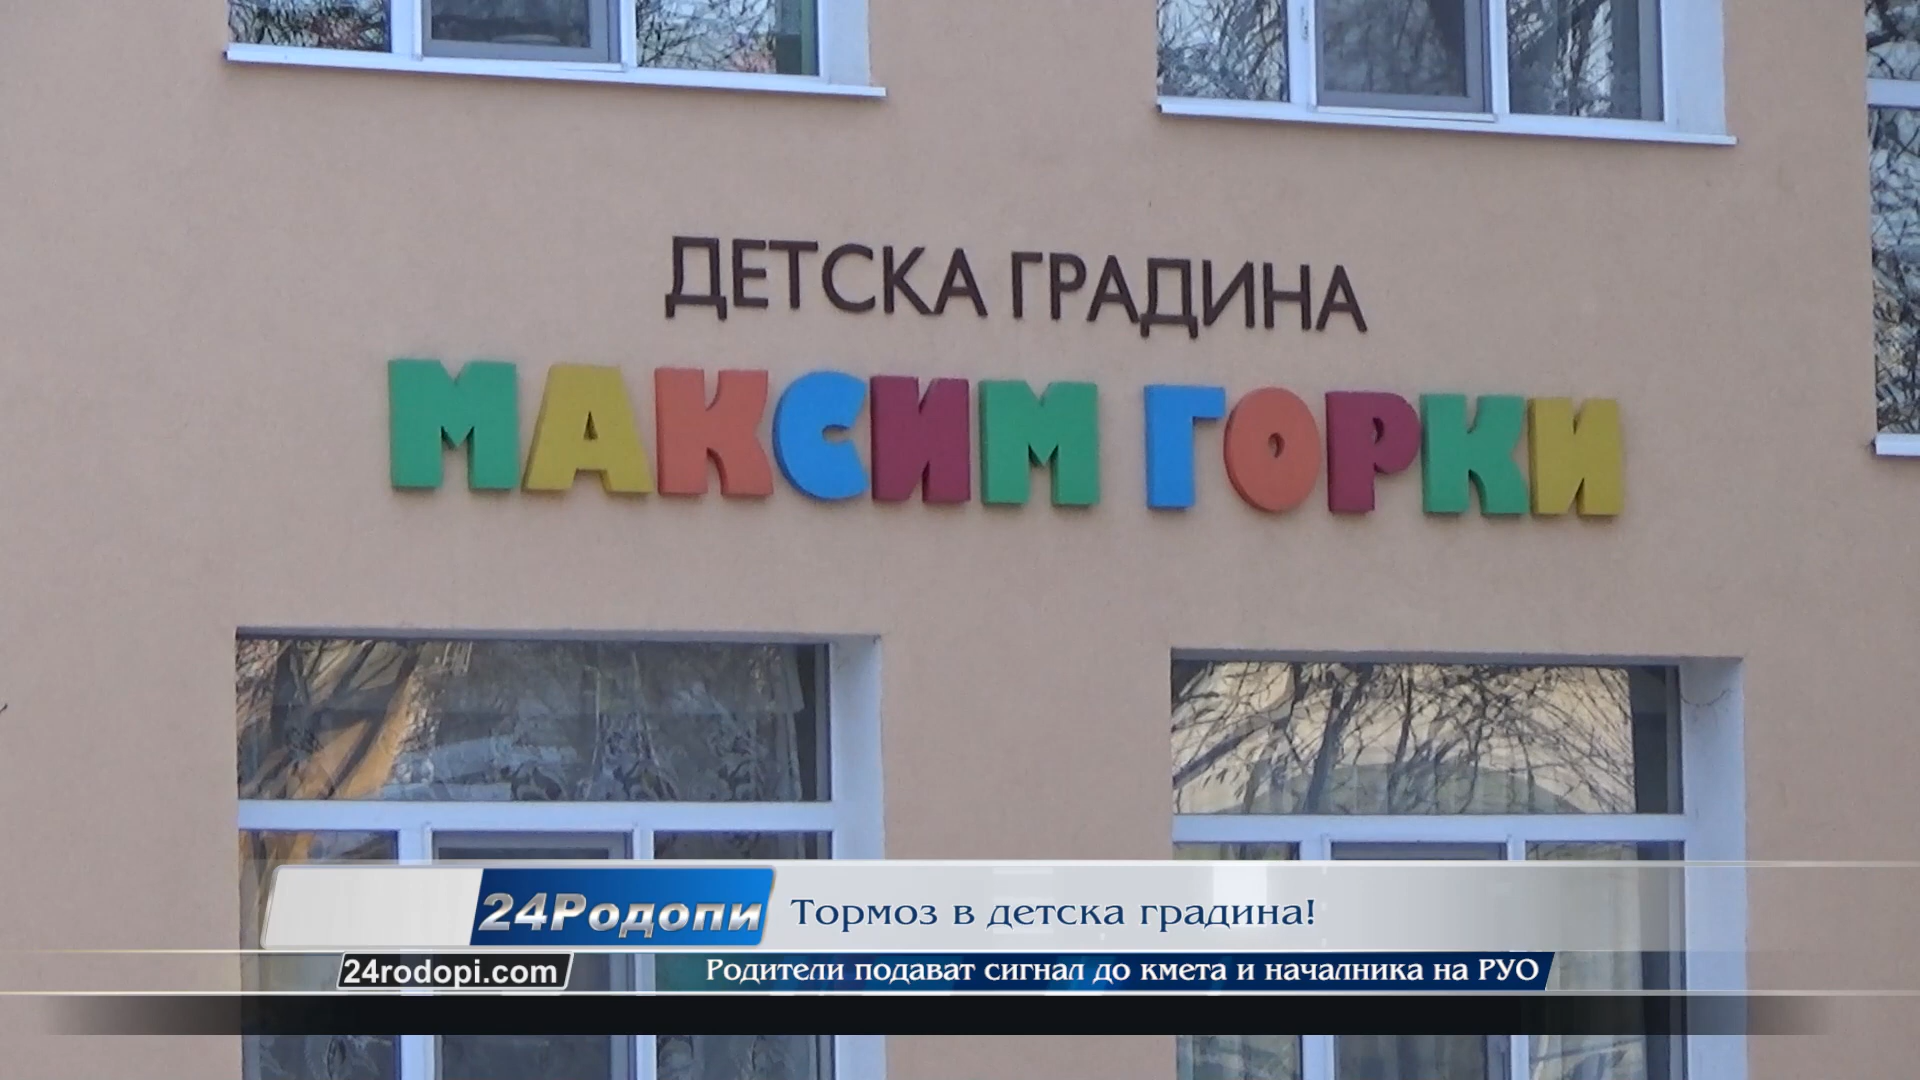 ДЕТСКА ГРАДИНА
МАКСИМ ГОРКИ
24Родопи
Тормоз в детска градина!
24rodopi.com
Родители подават сигнал до кмета и началника на РУО